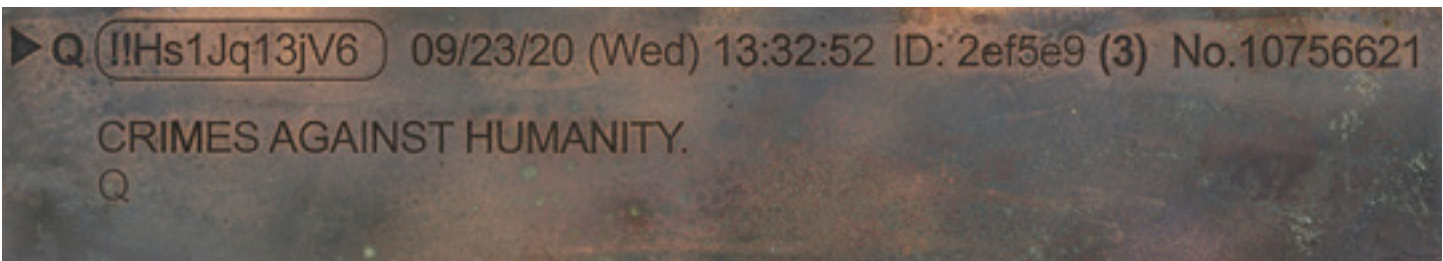 ▶Q !!Hs1Jq13jV6 09/23/20 (Wed) 13:32:52 ID: 2ef5e9 (3) No.10756621
CRIMES AGAINST HUMANITY.
Q